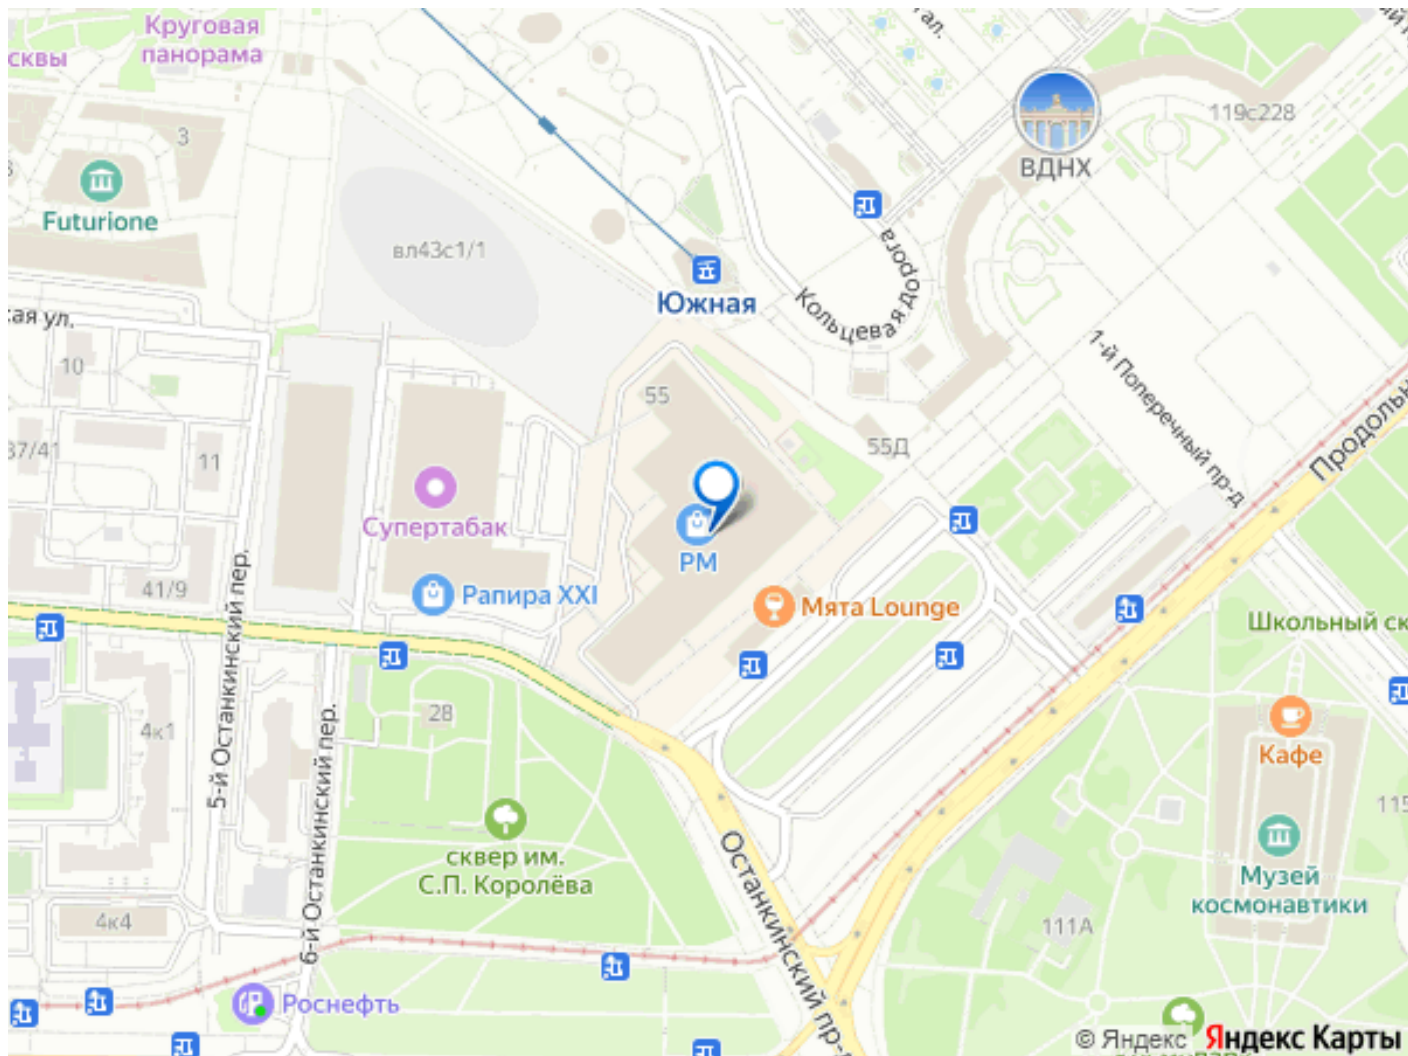 Круговая
панорама
сквы
3
119с228
ВДНХ
Futurione
вл43с1/1
Кольцевая дорога
Южная
ая ул.
10
1-й Поперечный пр-д
55
Продольн
37/41
11
55Д
Супертабак
РМ
41/9
Рапира XXI
Мята Lounge
Школьный ск
5-й Останкинский пер.
28
4к1
6-й Останкинский пер.
Кафе
115
сквер им.
С.П. Королёва
Останкинский пр-д
Музей
космонавтики
4к4
111А
Роснефть
© Яндекс Яндекс Карты